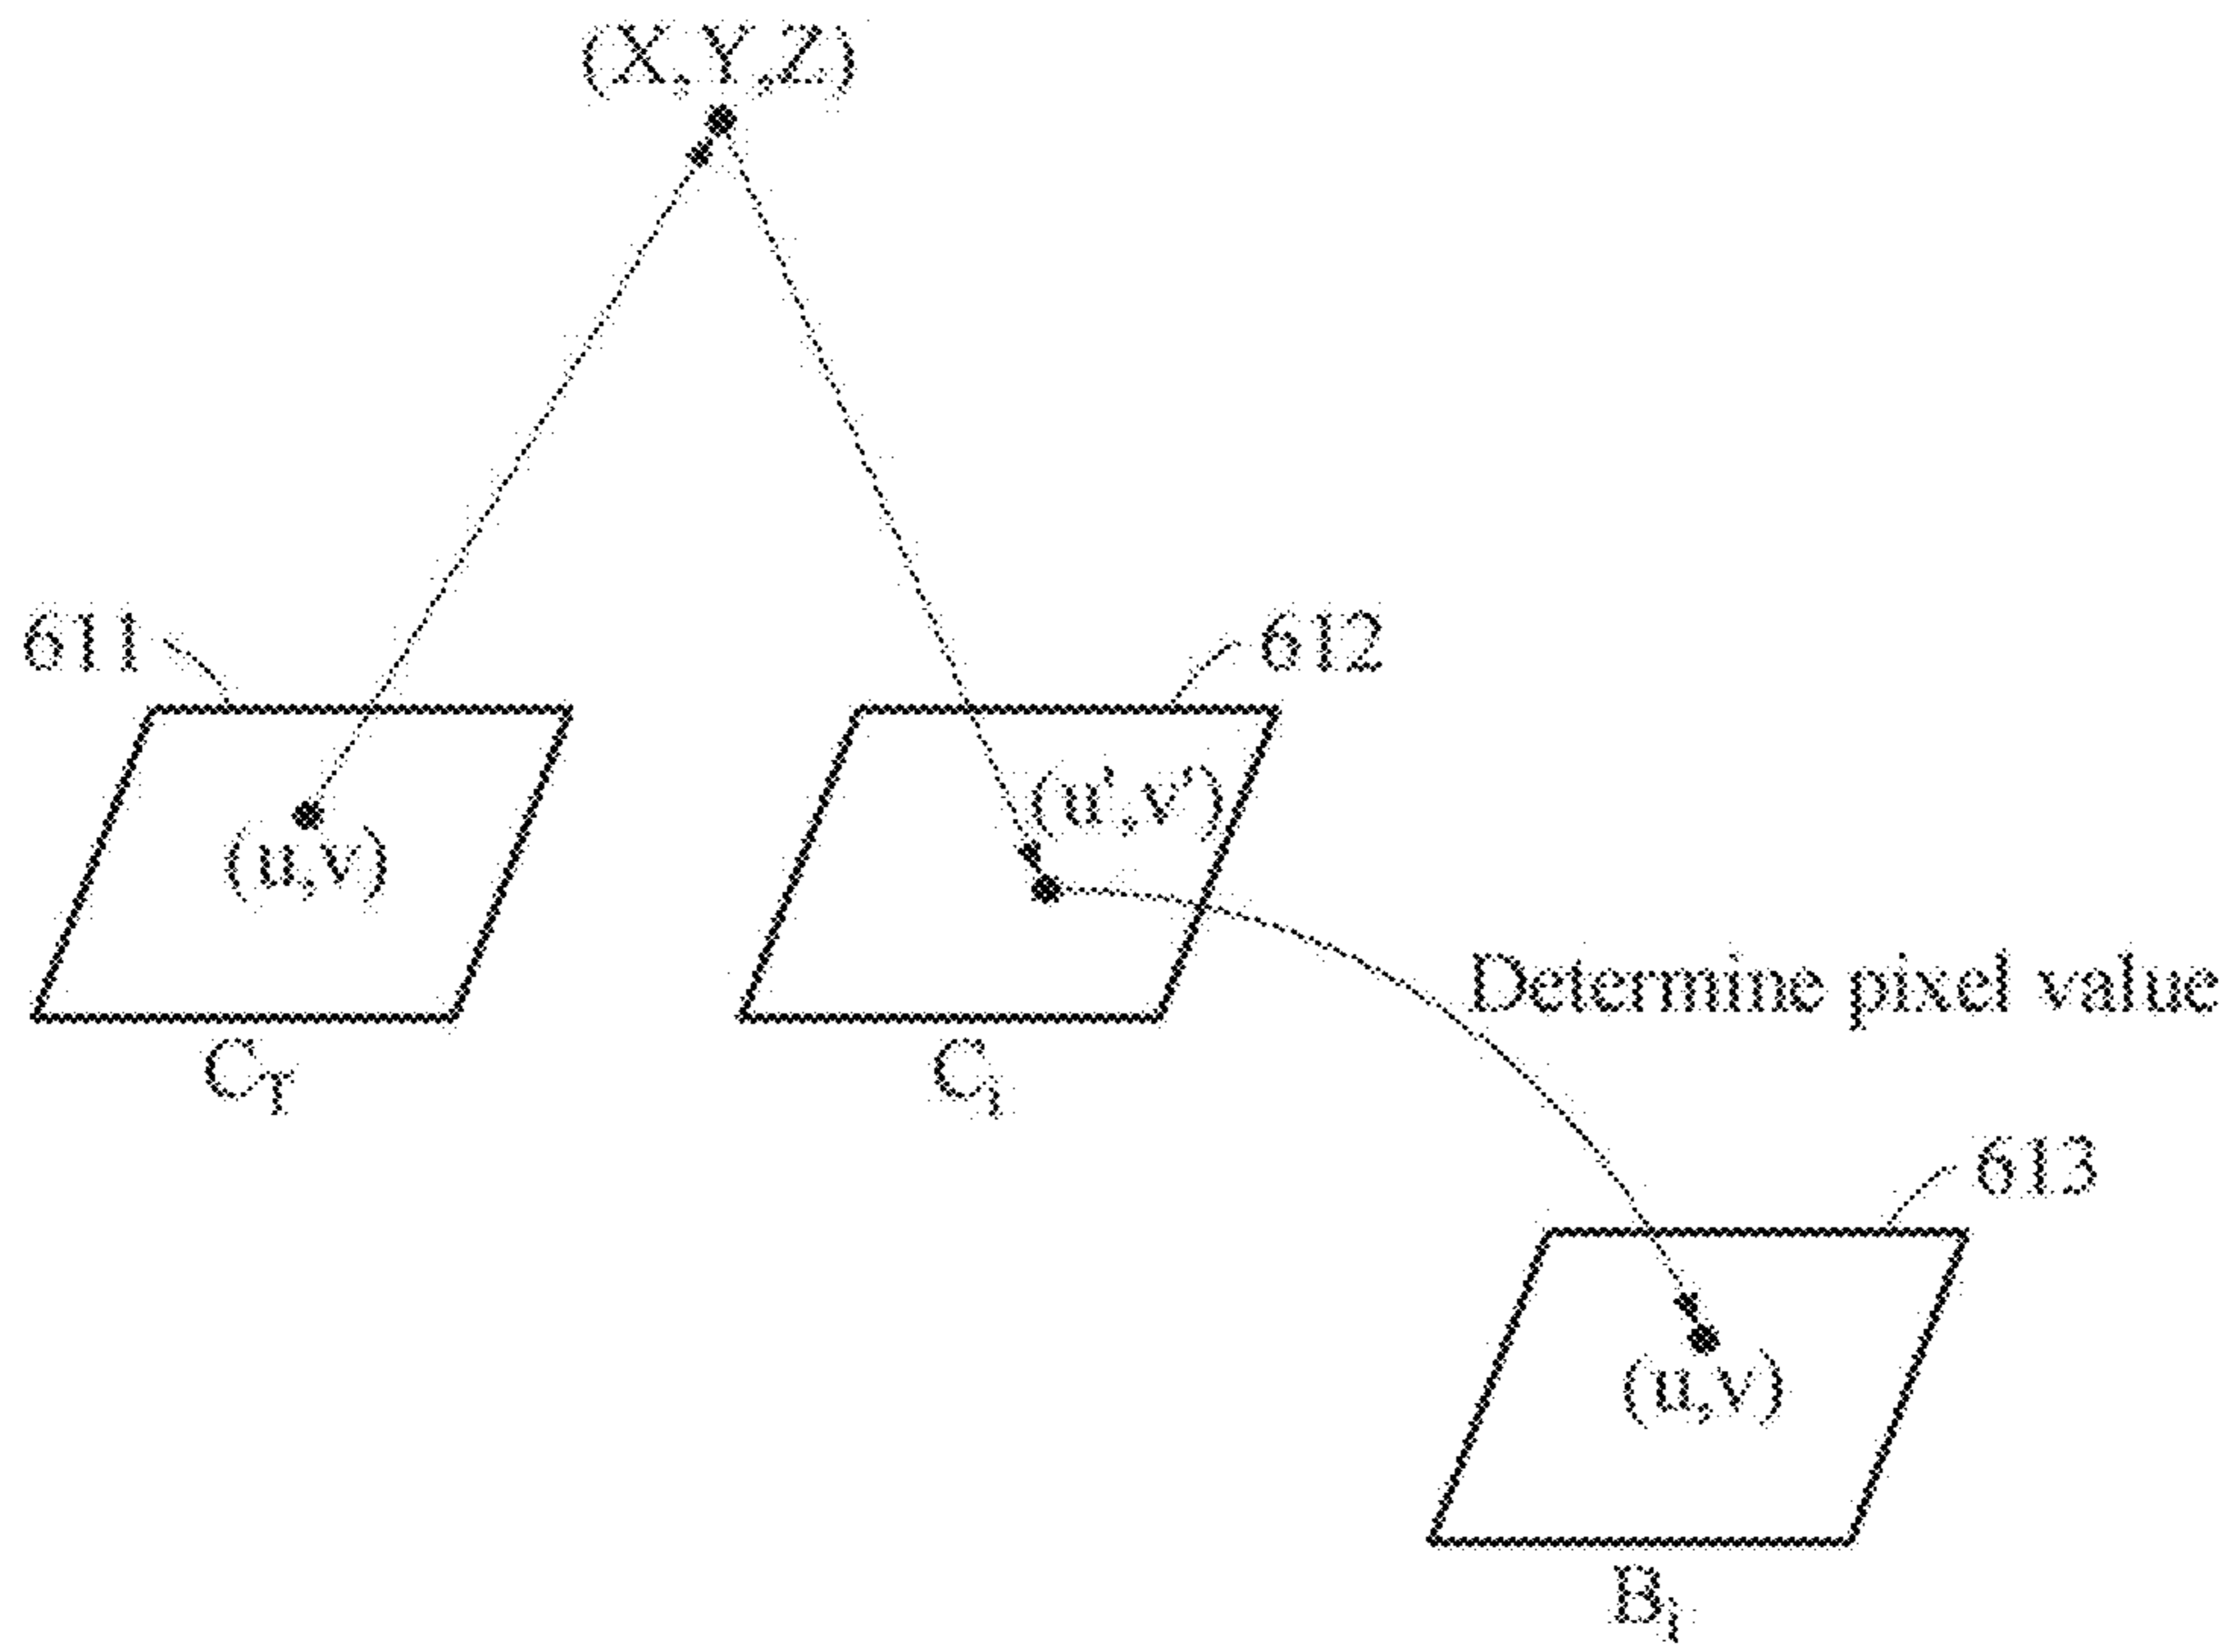 (X,Y,Z)
611
612
(u',v')
(u,v)
Determine pixel value
C_T
C_i
613
(u,v)
B_i